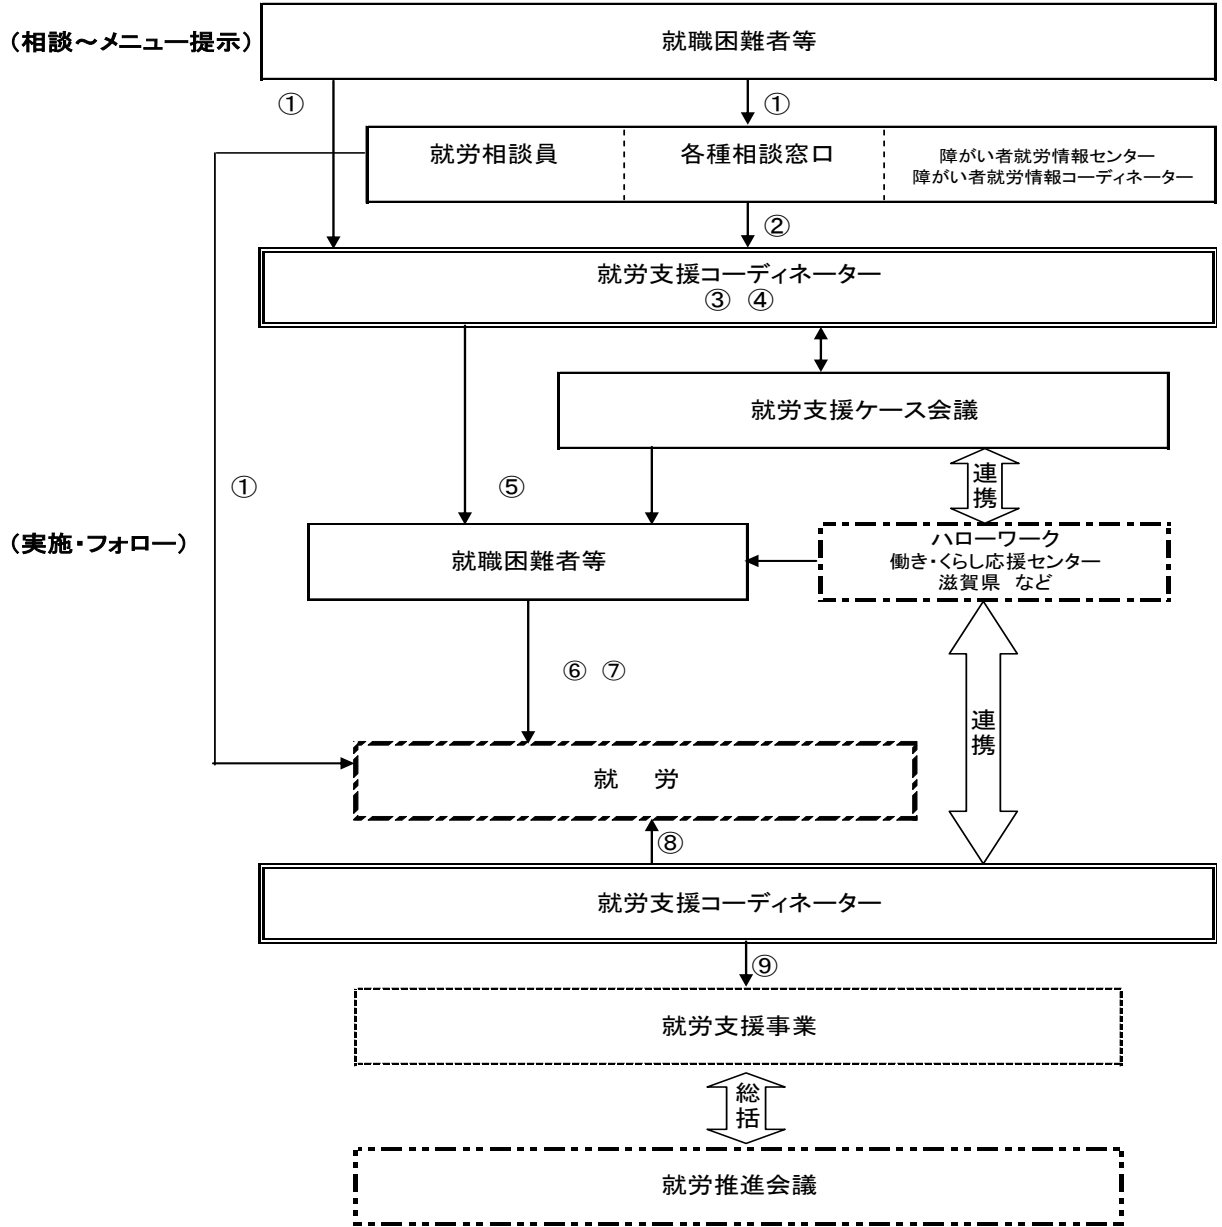 (相談～メニュー提示)
就職困難者等
①
①
就労相談員
各種相談窓口
障がい者就労情報センター
障がい者就労情報コーディネーター
②
就労支援コーディネーター
③ ④
就労支援ケース会議
連携
①
⑤
(実施・フォロー)
就職困難者等
ハローワーク
働き・くらし応援センター
滋賀県 など
⑥ ⑦
連携
就 労
⑧
就労支援コーディネーター
⑨
就労支援事業
総括
就労推進会議